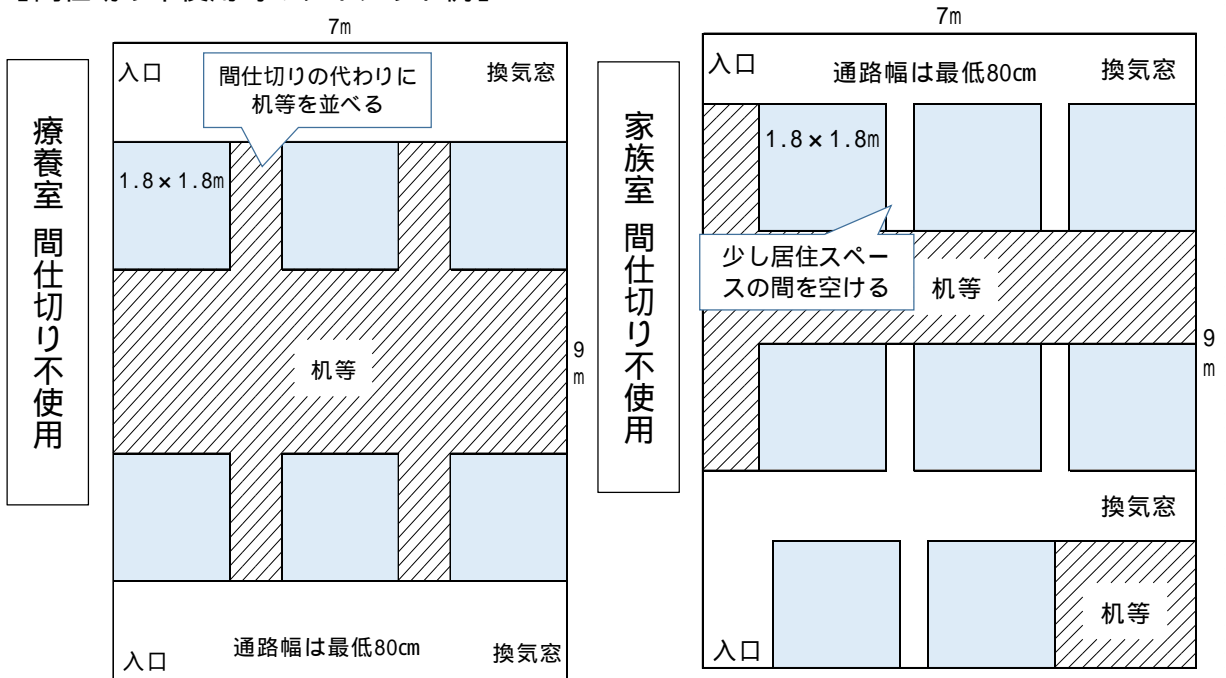 7m
療養室 間仕切り不使用
入口
間仕切りの代わりに
机等を並べる
換気窓
1.8×1.8m
机等
9
m
入口
通路幅は最低80㎝
換気窓
7m
家族室 間仕切り不使用
入口
通路幅は最低80㎝
換気窓
1.8×1.8m
少し居住スペー
スの間を空ける
机等
9
m
換気窓
机等
入口